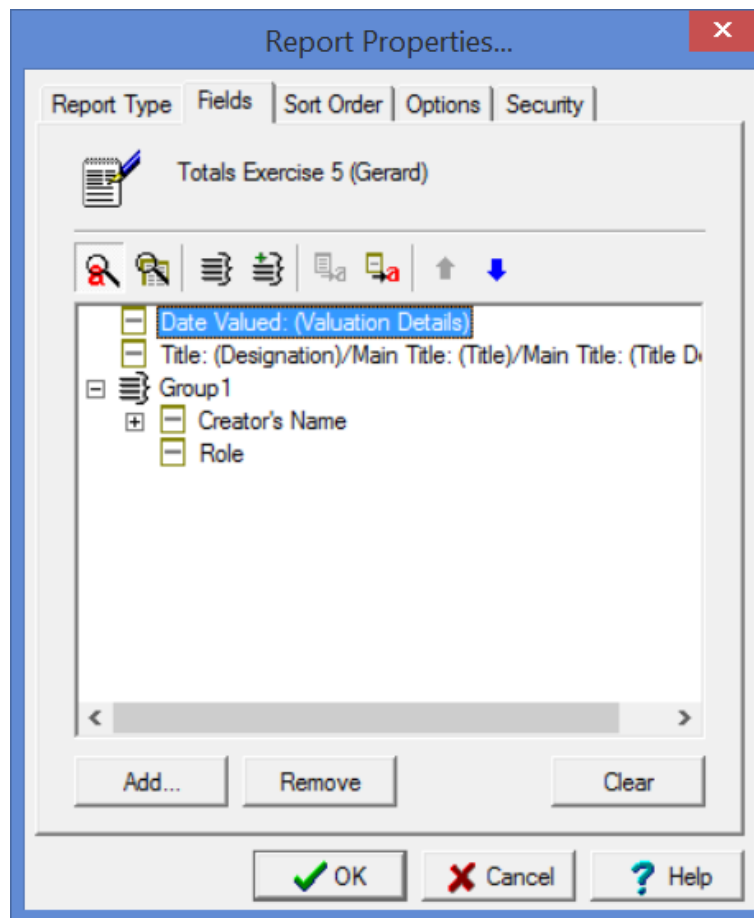 Report Properties...
Report Type Fields Sort Order Options Security
Totals Exercise 5 (Gerard)
Date Valued: (Valuation Details)
Title: (Designation)/Main Title: (Title)/Main Title: (Title D
Group1
Creator's Name
Role
Add... Remove Clear
OK Cancel Help